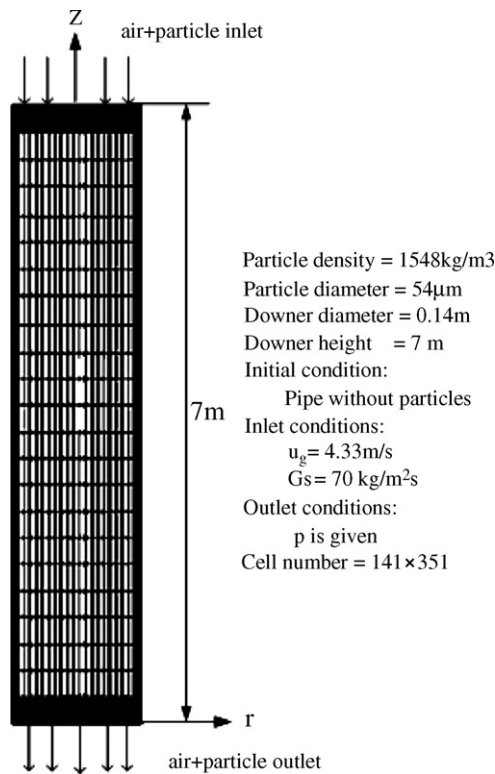 Z
air+particle inlet
Particle density = 1548kg/m3
Particle diameter = 54μm
Downer diameter = 0.14m
Downer height = 7 m
Initial condition:
Pipe without particles
7m
Inlet conditions:
u_g= 4.33m/s
Gs= 70 kg/m²s
Outlet conditions:
p is given
Cell number = 141×351
r
air+particle outlet